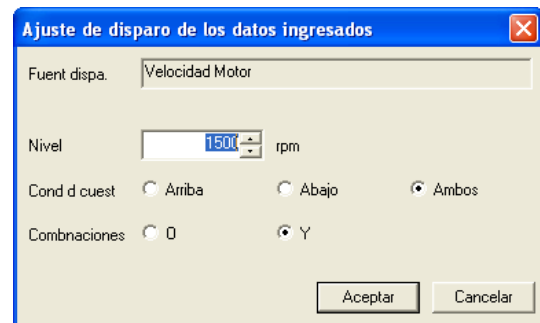 Ajuste de disparo de los datos ingresados
Fuent dispa. Velocidad Motor
Nivel 1500 rpm
Cond d cuest Arriba Abajo Ambos
Combnaciones O Y
Aceptar Cancelar